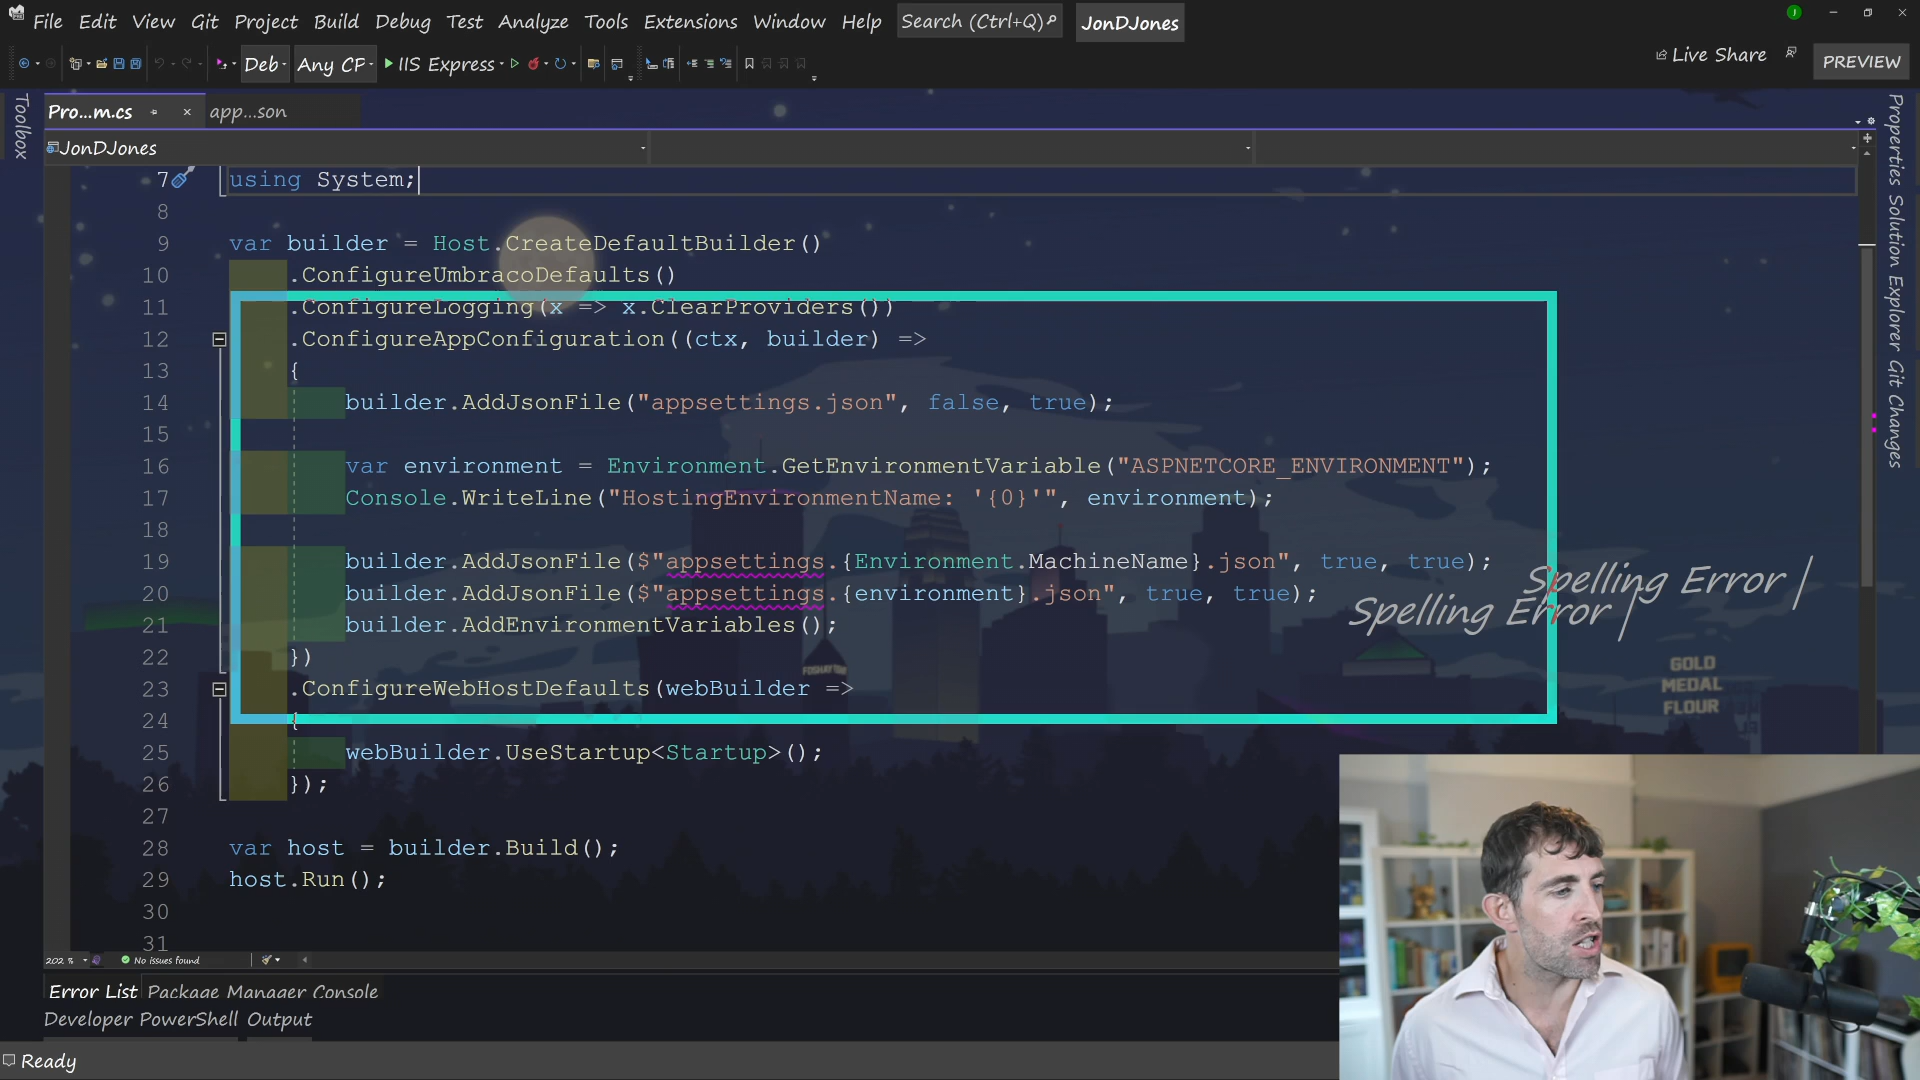 File Edit View Git Project Build Debug Test Analyze Tools Extensions Window Help Search (Ctrl+Q) JonDJones
Deb Any CF IIS Express Live Share PREVIEW
Toolbox
Pro...m.cs app...son
JonDJones
7 using System;
8
9 var builder = Host.CreateDefaultBuilder()
10 .ConfigureUmbracoDefaults()
11 .ConfigureLogging(x => x.ClearProviders())
12 .ConfigureAppConfiguration((ctx, builder) =>
13 {
14 builder.AddJsonFile("appsettings.json", false, true);
15
16 var environment = Environment.GetEnvironmentVariable("ASPNETCORE_ENVIRONMENT");
17 Console.WriteLine("HostingEnvironmentName: '{0}'", environment);
18
19 builder.AddJsonFile($"appsettings.{Environment.MachineName}.json", true, true);
Spelling Error |
20 builder.AddJsonFile($"appsettings.{environment}.json", true, true);
Spelling Error |
21 builder.AddEnvironmentVariables();
22 })
23 .ConfigureWebHostDefaults(webBuilder =>
24 {
25 webBuilder.UseStartup<Startup>();
26 });
27
28 var host = builder.Build();
29 host.Run();
30
31
GOLD
MEDAL
FLOUR
Properties Solution Explorer Git Changes
202 % No issues found
Error List Package Manager Console
Developer PowerShell Output
Ready